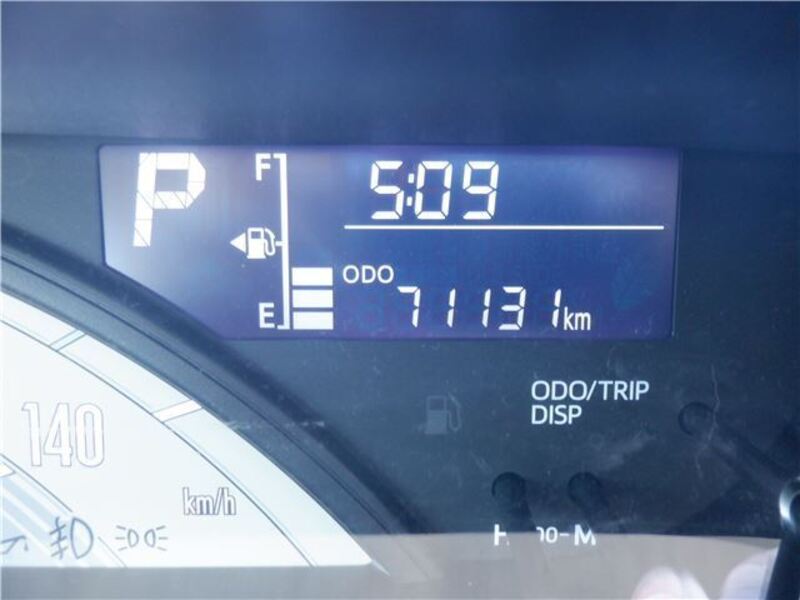 P
F
5:09
ODO
E
71131km
ODO/TRIP
DISP
140
km/h